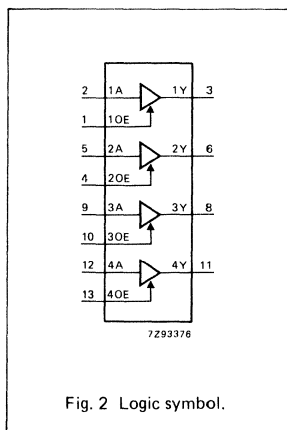 2 1A 1Y 3
1 1OE
5 2A 2Y 6
4 2OE
9 3A 3Y 8
10 3OE
12 4A 4Y 11
13 4OE
7Z93376
Fig. 2 Logic symbol.